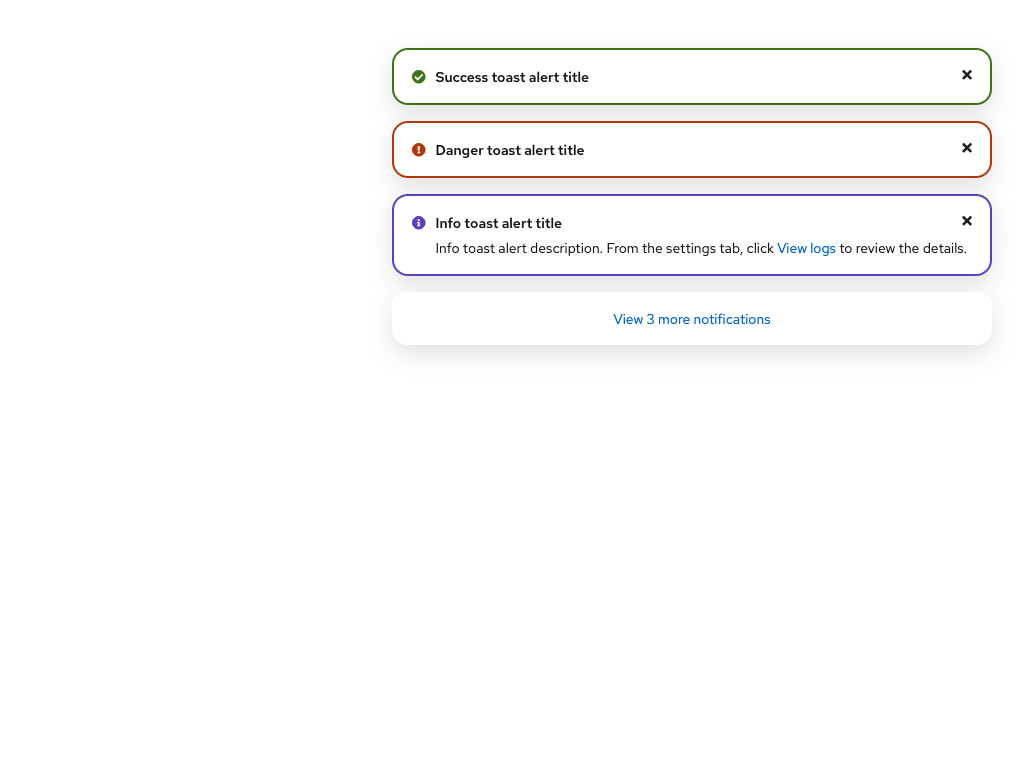 Success toast alert title
Danger toast alert title
Info toast alert title
Info toast alert description. From the settings tab, click View logs to review the details.
View 3 more notifications